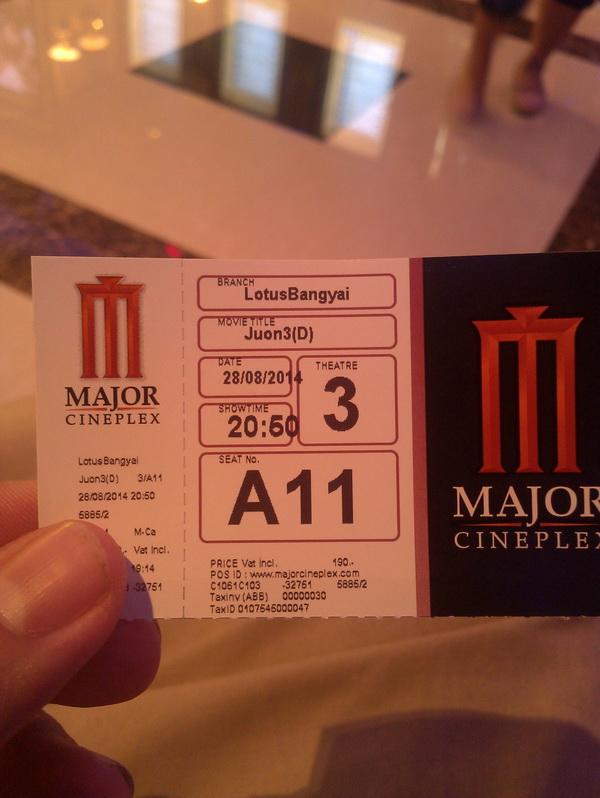 MAJOR
CINEPLEX
LotusBangyai
Juon3(D) 3/A11
28/08/2014 20:50
5885/2
M-Ca
Vat Incl.
19:14
-32751
BRANCH
LotusBangyai
MOVIE TITLE
Juon3(D)
DATE
28/08/2014
SHOWTIME
20:50
THEATRE
3
SEAT No.
A11
PRICE Vat Incl. 190.-
POS ID : www.majorcineplex.com
C1051C103 -32751 5885/2
TaxInv (ABB) 00000030
TaxID 0107545000047
MAJOR
CINEPLEX